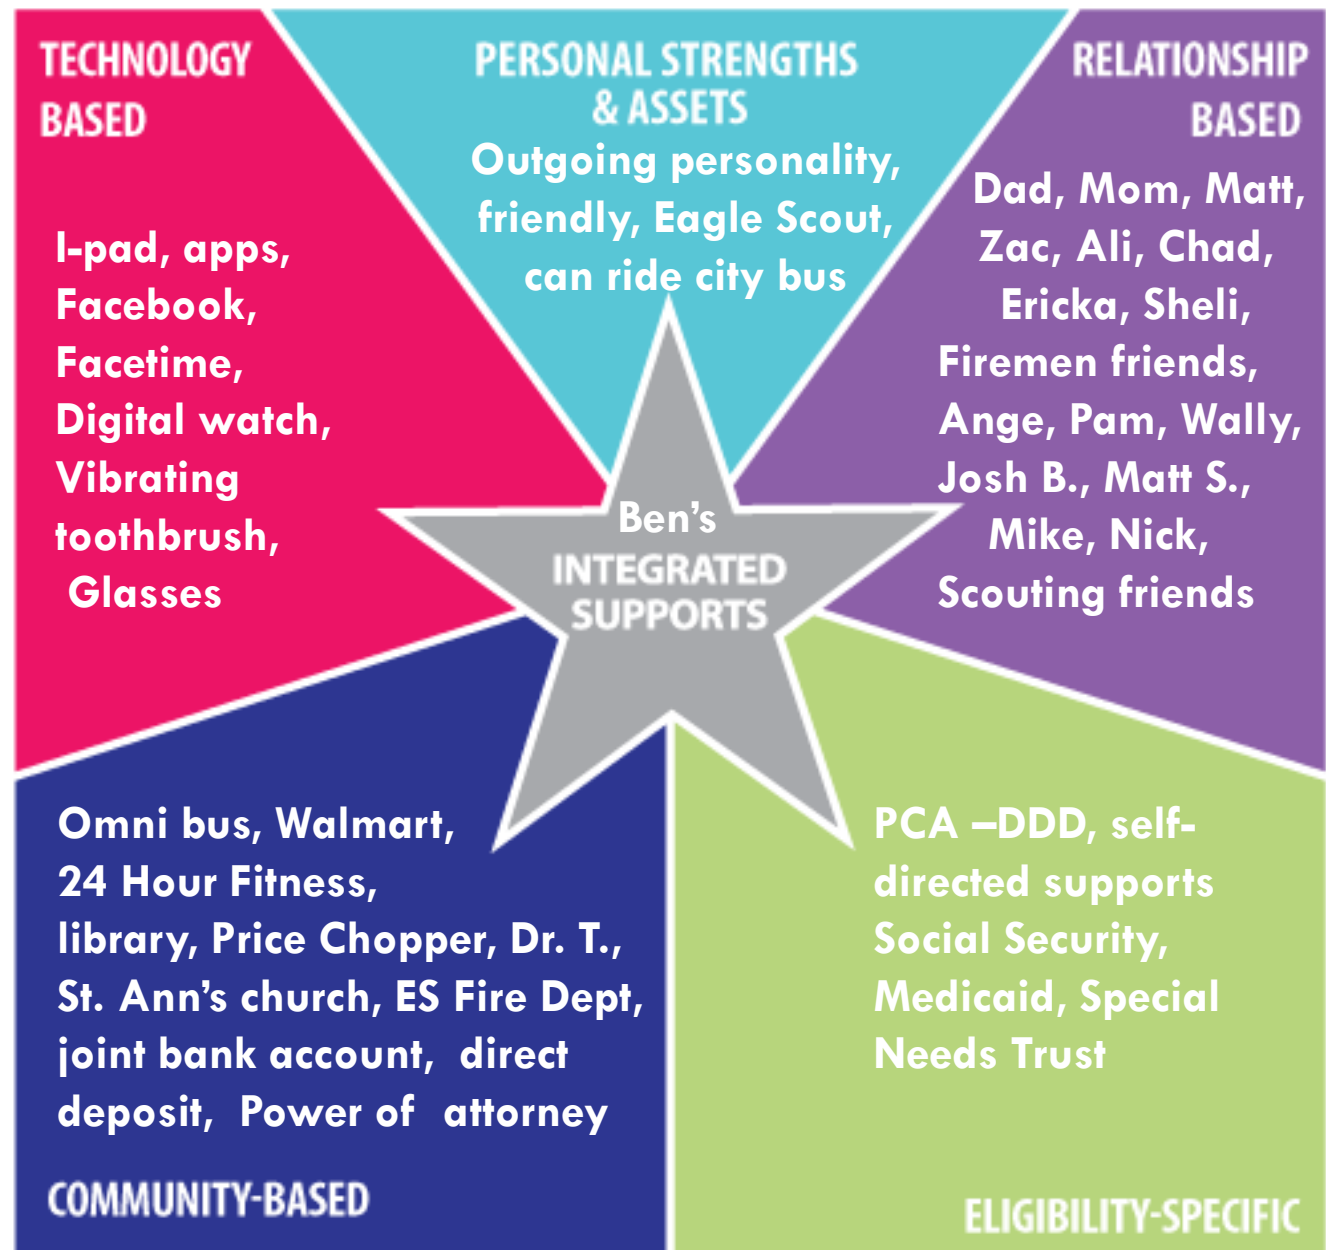 TECHNOLOGY
BASED
I-pad, apps,
Facebook,
Facetime,
Digital watch,
Vibrating
toothbrush,
Glasses
PERSONAL STRENGTHS
& ASSETS
Outgoing personality,
friendly, Eagle Scout,
can ride city bus
RELATIONSHIP
BASED
Dad, Mom, Matt,
Zac, Ali, Chad,
Ericka, Sheli,
Firemen friends,
Ange, Pam, Wally,
Josh B., Matt S.,
Mike, Nick,
Scouting friends
Ben’s
INTEGRATED
SUPPORTS
Omni bus, Walmart,
24 Hour Fitness,
library, Price Chopper, Dr. T.,
St. Ann’s church, ES Fire Dept,
joint bank account, direct
deposit, Power of attorney
COMMUNITY-BASED
PCA –DDD, self-
directed supports
Social Security,
Medicaid, Special
Needs Trust
ELIGIBILITY-SPECIFIC